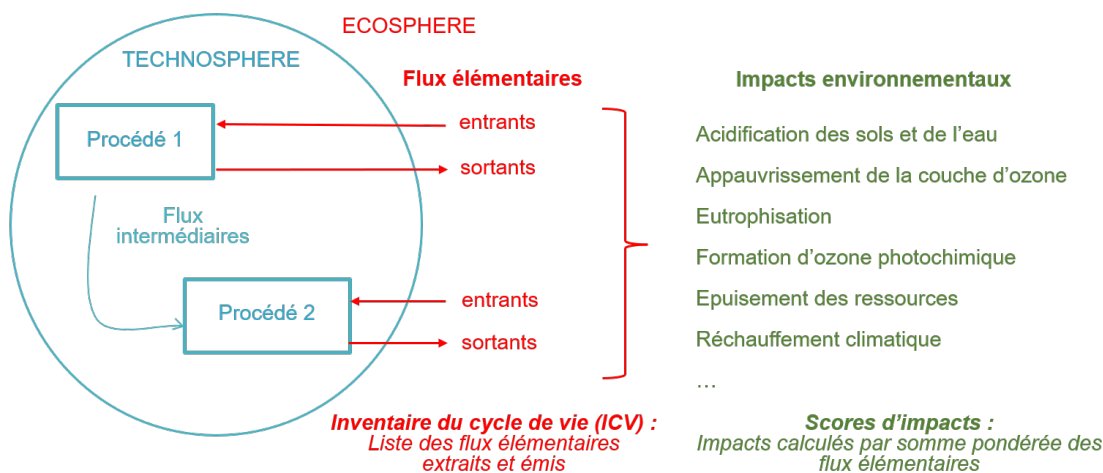 ECOSPHERE
TECHNOSPHERE
Flux élémentaires
Impacts environnementaux
Procédé 1
entrants
sortants
Flux
intermédiaires
Procédé 2
entrants
sortants
Acidification des sols et de l’eau
Appauvrissement de la couche d’ozone
Eutrophisation
Formation d’ozone photochimique
Epuisement des ressources
Réchauffement climatique
…
Inventaire du cycle de vie (ICV) :
Liste des flux élémentaires
extraits et émis
Scores d’impacts :
Impacts calculés par somme pondérée des
flux élémentaires